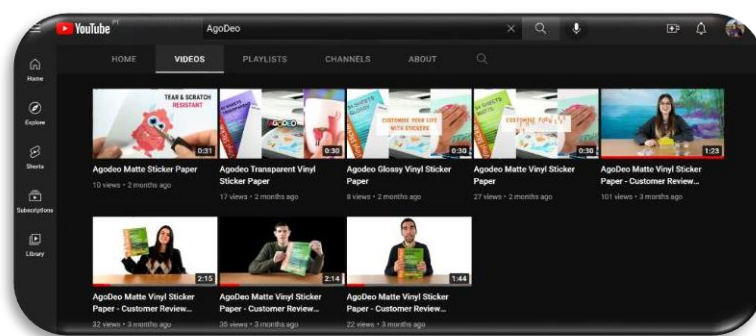 YouTube PT
AgoDeo
HOME VIDEOS PLAYLISTS CHANNELS ABOUT
Home
Explore
Shorts
Subscriptions
Library
TEAR & SCRATCH
RESISTANT
0:31
AGODEO
0:30
CUSTOMISE YOUR LIFE
WITH STICKERS
0:30
0:30
1:23
Agodeo Matte Sticker Paper
10 views • 2 months ago
Agodeo Transparent Vinyl
Sticker Paper
17 views • 2 months ago
Agodeo Glossy Vinyl Sticker
Paper
8 views • 2 months ago
Agodeo Matte Vinyl Sticker
Paper
27 views • 2 months ago
AgoDeo Matte Vinyl Sticker
Paper - Customer Review...
101 views • 3 months ago
2:15
2:14
1:44
AgoDeo Matte Vinyl Sticker
Paper - Customer Review...
32 views • 3 months ago
AgoDeo Matte Vinyl Sticker
Paper - Customer Review...
35 views • 3 months ago
AgoDeo Matte Vinyl Sticker
Paper - Customer Review...
22 views • 3 months ago